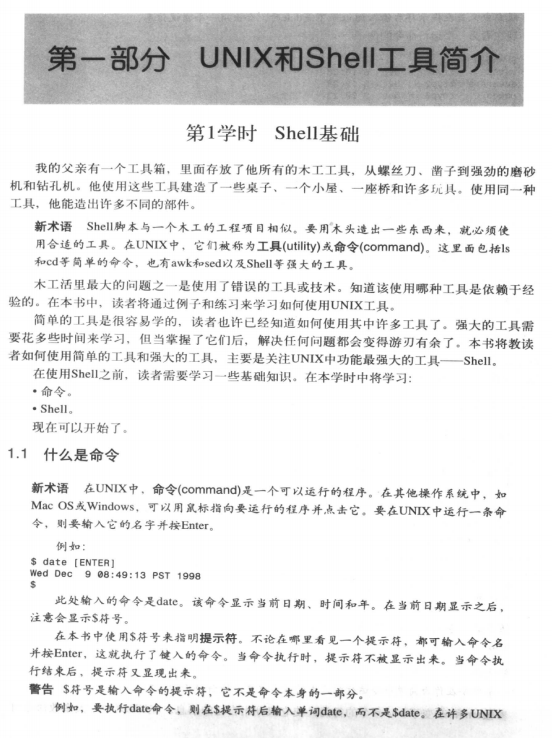 第一部分 UNIX和Shell工具简介
第1学时 Shell基础
我的父亲有一个工具箱，里面存放了他所有的木工工具，从螺丝刀、凿子到强劲的磨砂
机和钻孔机。他使用这些工具建造了一些桌子、一个小屋、一座桥和许多玩具。使用同一种
工具，他能造出许多不同的部件。
新术语 Shell脚本与一个木工的工程项目相似。要用木头造出一些东西来，就必须使
用合适的工具。在UNIX中，它们被称为工具(utility)或命令(command)。这里面包括ls
和cd等简单的命令，也有awk和sed以及Shell等强大的工具。
木工活里最大的问题之一是使用了错误的工具或技术。知道该使用哪种工具是依赖于经
验的。在本书中，读者将通过例子和练习来学习如何使用UNIX工具。
简单的工具是很容易学的，读者也许已经知道如何使用其中许多工具了。强大的工具需
要花多些时间来学习，但当掌握了它们后，解决任何问题都会变得游刃有余了。本书将教读
者如何使用简单的工具和强大的工具，主要是关注UNIX中功能最强大的工具——Shell。
在使用Shell之前，读者需要学习一些基础知识。在本学时中将学习:
• 命令。
• Shell。
现在可以开始了。
1.1 什么是命令
新术语 在UNIX中，命令(command)是一个可以运行的程序。在其他操作系统中，如
Mac OS或Windows，可以用鼠标指向要运行的程序并点击它。要在UNIX中运行一条命
令，则要输入它的名字并按Enter。
例如:
$ date [ENTER]
Wed Dec  9 08:49:13 PST 1998
$
此处输入的命令是date。该命令显示当前日期、时间和年。在当前日期显示之后，
注意会显示$符号。
在本书中使用$符号来指明提示符。不论在哪里看见一个提示符，都可输入命令名
并按Enter，这就执行了键入的命令。当命令执行时，提示符不被显示出来。当命令执
行结束后，提示符又显现出来。
警告 $符号是输入命令的提示符，它不是命令本身的一部分。
例如，要执行date命令，则在$提示符后输入单词date，而不是$date。在许多UNIX